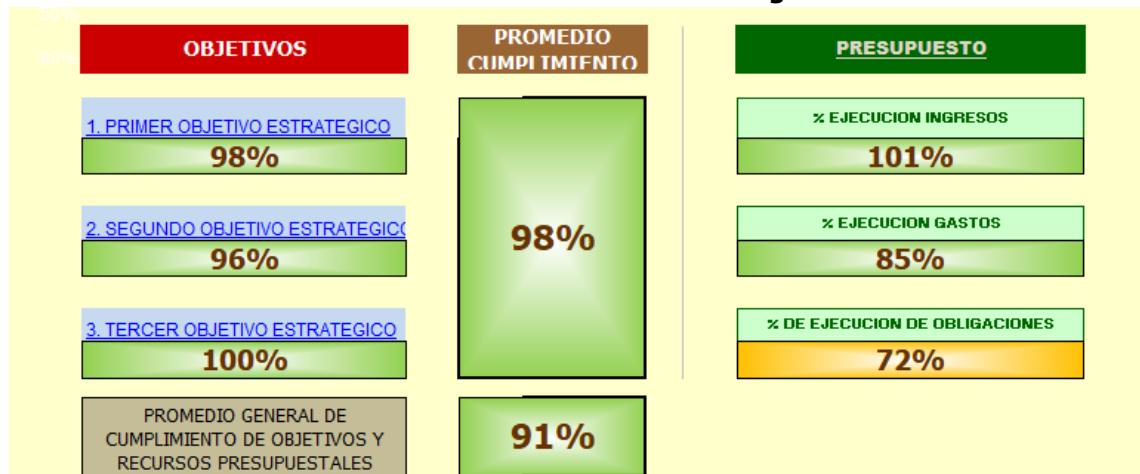 OBJETIVOS
PROMEDIO
CUMPLIMIENTO
PRESUPUESTO
80%
1. PRIMER OBJETIVO ESTRATEGICO
98%
2. SEGUNDO OBJETIVO ESTRATEGIC
96%
3. TERCER OBJETIVO ESTRATEGICO
100%
98%
% EJECUCION INGRESOS
101%
% EJECUCION GASTOS
85%
% DE EJECUCION DE OBLIGACIONES
72%
PROMEDIO GENERAL DE
CUMPLIMIENTO DE OBJETIVOS Y
RECURSOS PRESUPUESTALES
91%